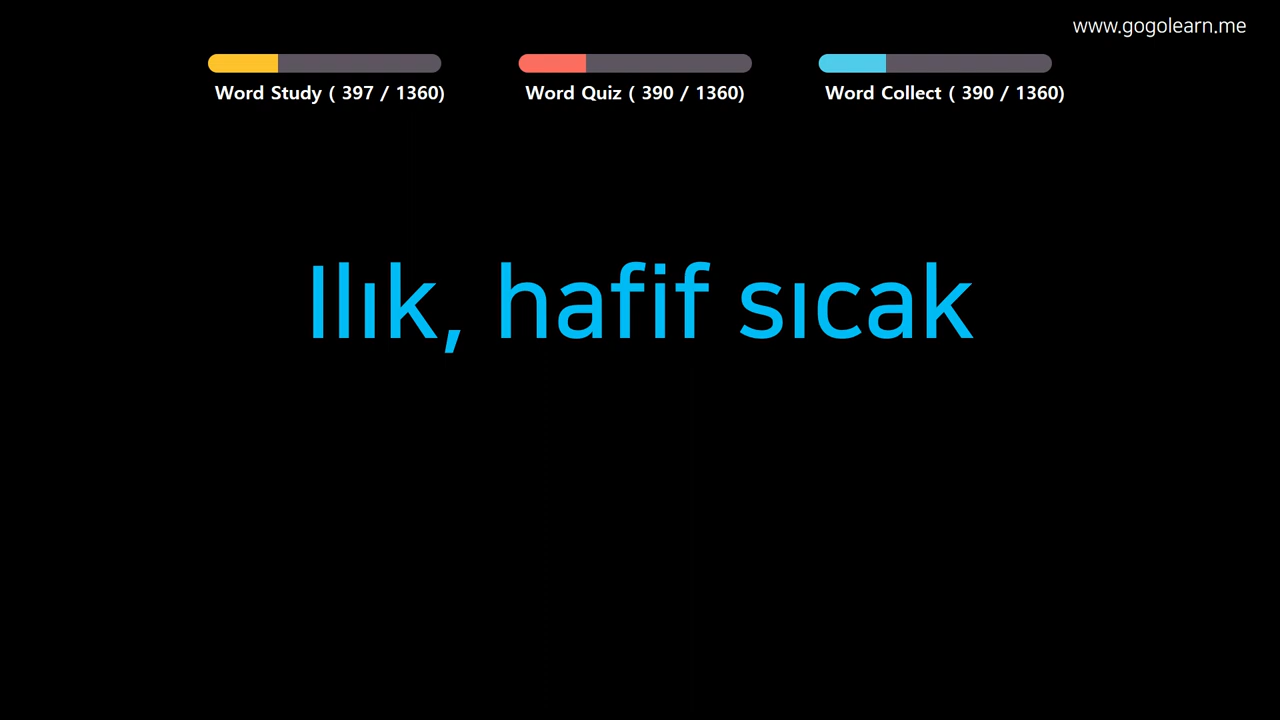 www.gogolearn.me
Word Study ( 397 / 1360)
Word Quiz ( 390 / 1360)
Word Collect ( 390 / 1360)
Ilık, hafif sıcak